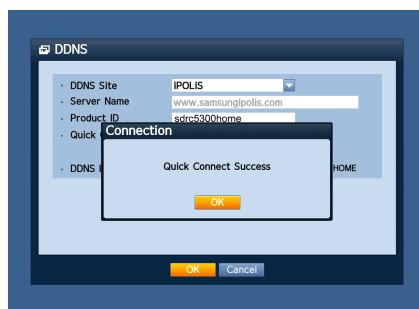 DDNS
DDNS Site IPOLIS
Server Name www.samsungipolis.com
Product ID sdrc5300home
Quick
Connection
DDNS HOME
Quick Connect Success
OK
OK Cancel